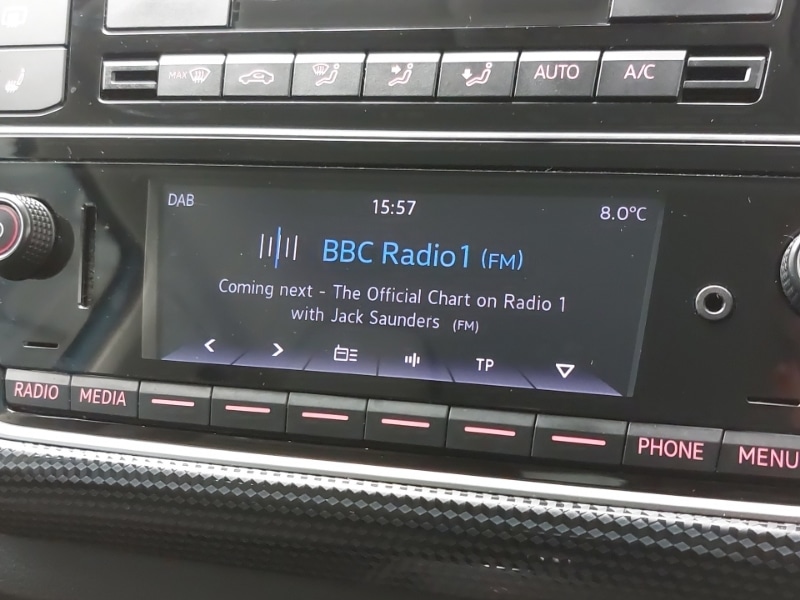 MAX
AUTO
A/C
DAB
15:57
8.0°C
BBC Radio1 (FM)
Coming next - The Official Chart on Radio 1
with Jack Saunders (FM)
TP
RADIO
MEDIA
PHONE
MENU